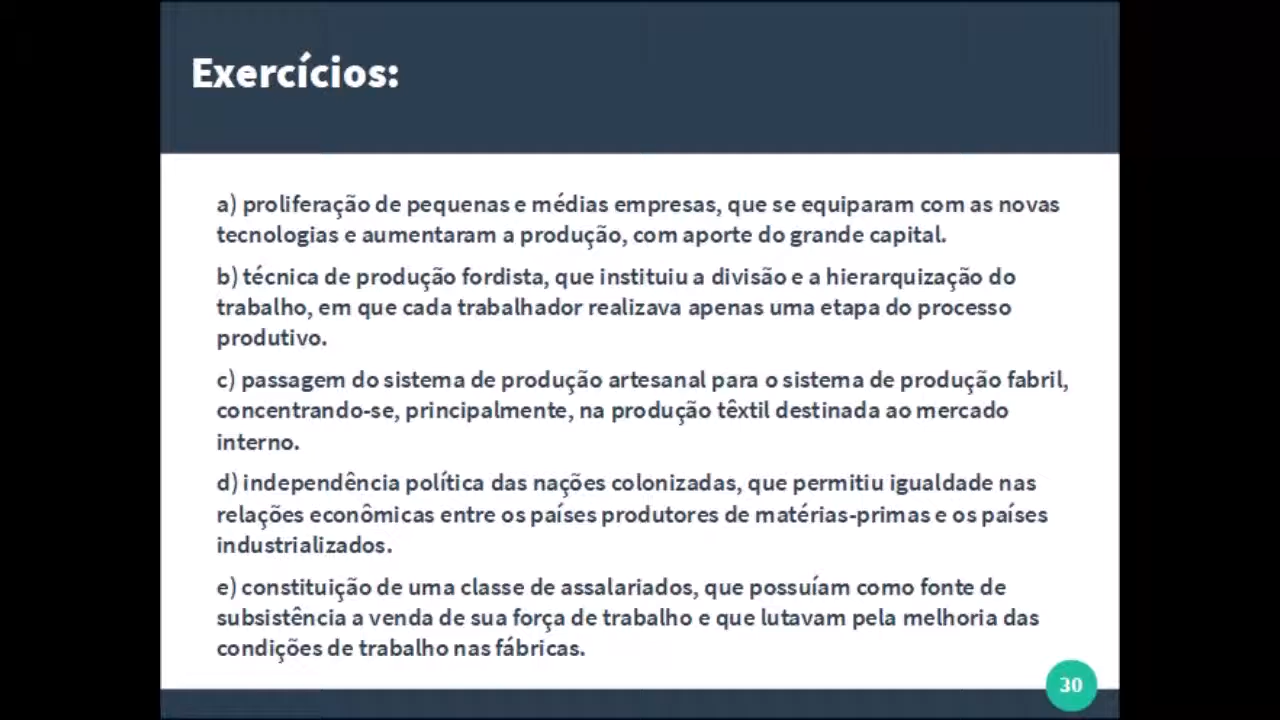 Exercícios:
a) proliferação de pequenas e médias empresas, que se equiparam com as novas
tecnologias e aumentaram a produção, com aporte do grande capital.
b) técnica de produção fordista, que instituiu a divisão e a hierarquização do
trabalho, em que cada trabalhador realizava apenas uma etapa do processo
produtivo.
c) passagem do sistema de produção artesanal para o sistema de produção fabril,
concentrando-se, principalmente, na produção têxtil destinada ao mercado
interno.
d) independência política das nações colonizadas, que permitiu igualdade nas
relações econômicas entre os países produtores de matérias-primas e os países
industrializados.
e) constituição de uma classe de assalariados, que possuíam como fonte de
subsistência a venda de sua força de trabalho e que lutavam pela melhoria das
condições de trabalho nas fábricas.
30